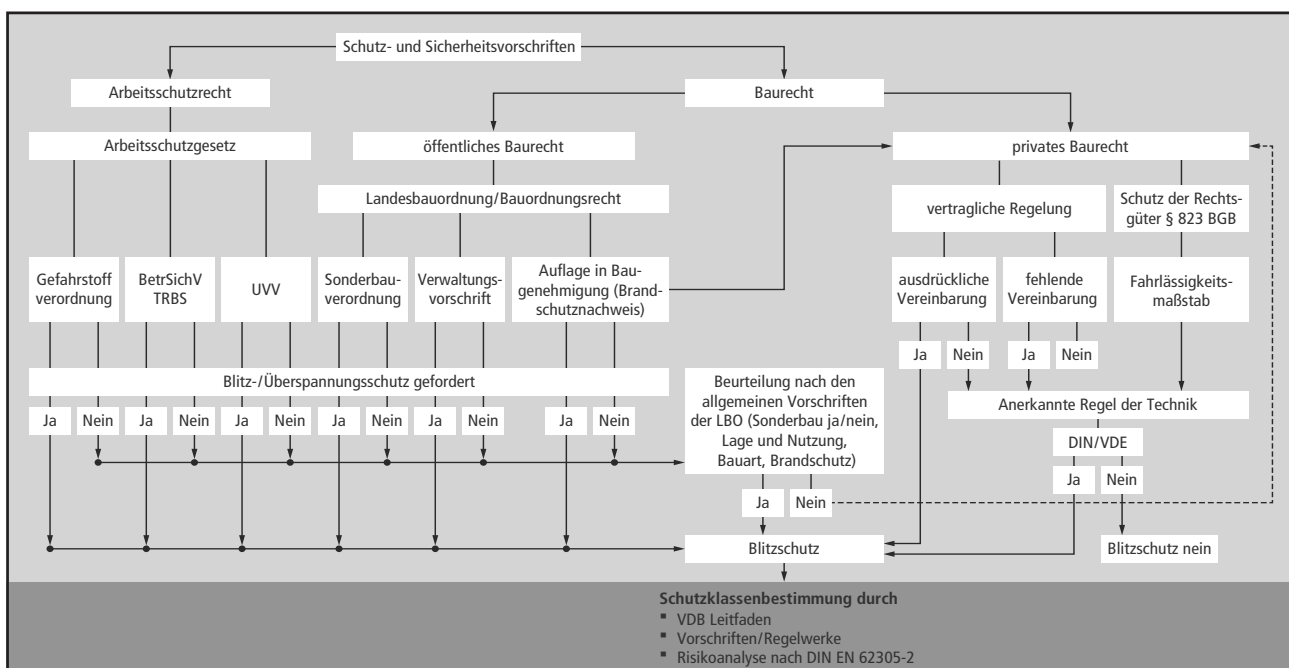 Schutz- und Sicherheitsvorschriften
Arbeitsschutzrecht
Baurecht
Arbeitsschutzgesetz
öffentliches Baurecht
privates Baurecht
Landesbauordnung/Bauordnungsrecht
vertragliche Regelung
Schutz der Rechts-
güter § 823 BGB
Gefahrstoff
verordnung
BetrSichV
TRBS
UVV
Sonderbau-
verordnung
Verwaltungs-
vorschrift
Auflage in Bau-
genehmigung (Brand-
schutznachweis)
ausdrückliche
Vereinbarung
fehlende
Vereinbarung
Fahrlässigkeits-
maßstab
Ja Nein Ja Nein
Blitz-/Überspannungsschutz gefordert
Ja Nein Ja Nein Ja Nein Ja Nein Ja Nein Ja Nein
Beurteilung nach den
allgemeinen Vorschriften
der LBO (Sonderbau ja/nein,
Lage und Nutzung,
Bauart, Brandschutz)
Anerkannte Regel der Technik
DIN/VDE
Ja Nein
Ja Nein
Blitzschutz
Blitzschutz nein
Schutzklassenbestimmung durch
▪ VDB Leitfaden
▪ Vorschriften/Regelwerke
▪ Risikoanalyse nach DIN EN 62305-2